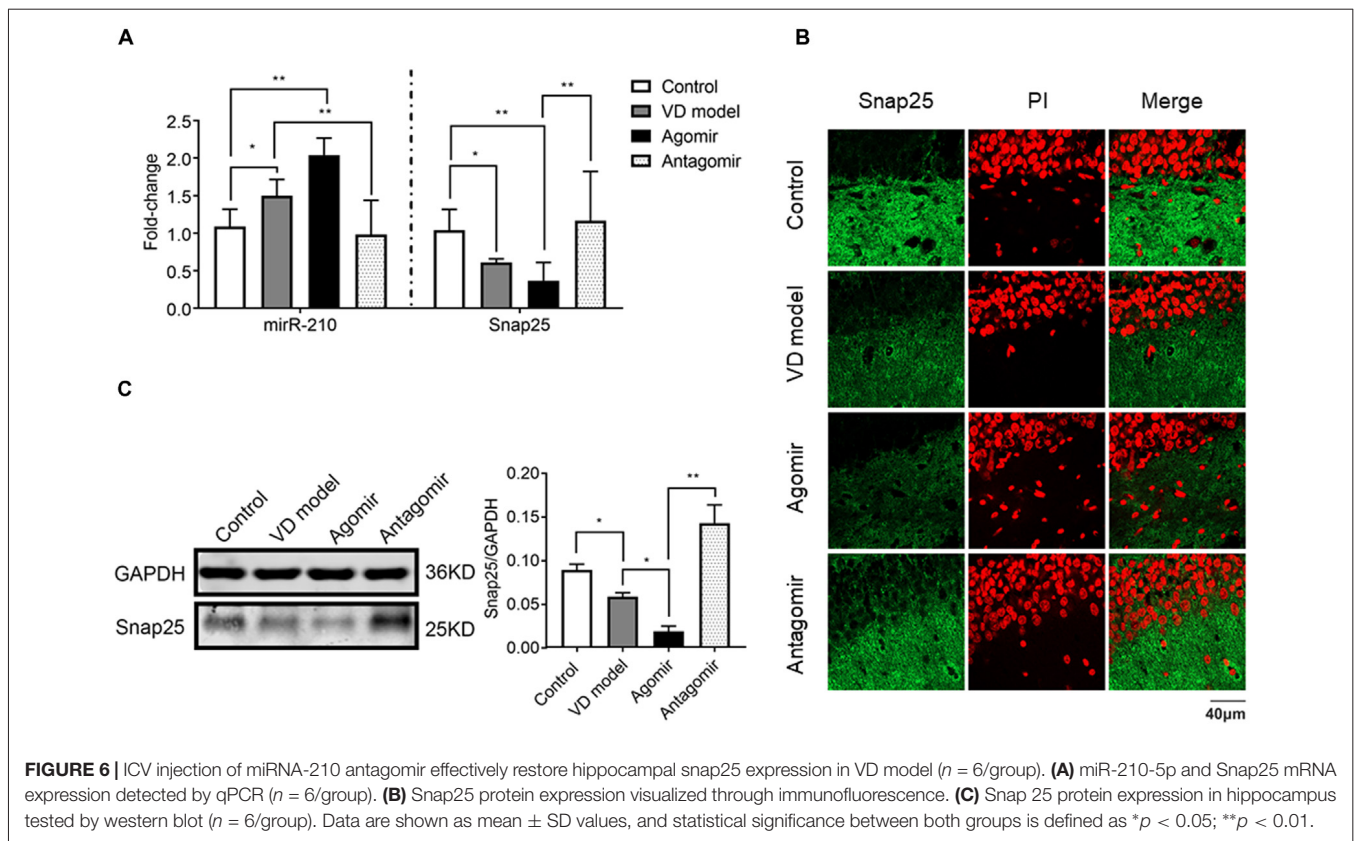 A
**
**
**
**
*
*
**
Control
VD model
Agomir
Antagomir
Fold-change
2.5
2.0
1.5
1.0
0.5
0.0
mirR-210
Snap25
B
Snap25
PI
Merge
Control
VD model
Agomir
Antagomir
40μm
C
Control
VD model
Agomir
Antagomir
GAPDH
36KD
Snap25
25KD
Snap25/GAPDH
0.20
0.15
0.10
0.05
0.00
*
*
**
Control
VD model
Agomir
Antagomir
FIGURE 6 | ICV injection of miRNA-210 antagomir effectively restore hippocampal snap25 expression in VD model (n = 6/group). (A) miR-210-5p and Snap25 mRNA
expression detected by qPCR (n = 6/group). (B) Snap25 protein expression visualized through immunofluorescence. (C) Snap 25 protein expression in hippocampus
tested by western blot (n = 6/group). Data are shown as mean ± SD values, and statistical significance between both groups is defined as *p < 0.05; **p < 0.01.